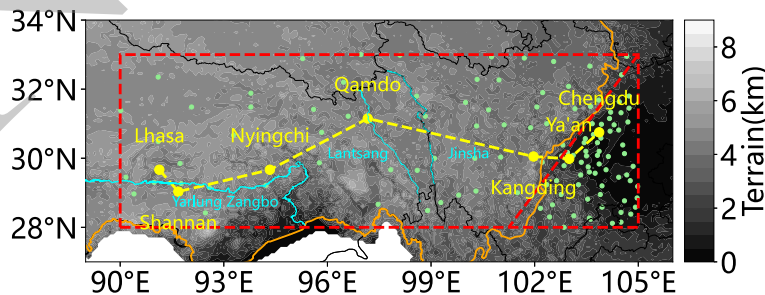 34°N
32°N
30°N
28°N
90°E
93°E
96°E
99°E
102°E
105°E
Qamdo
Chengdu
Lhasa
Nyingchi
Ya'an
Lantsang
Jinsha
Kangding
Yarlung Zangbo
Shannan
8
6
4
2
0
Terrain(km)